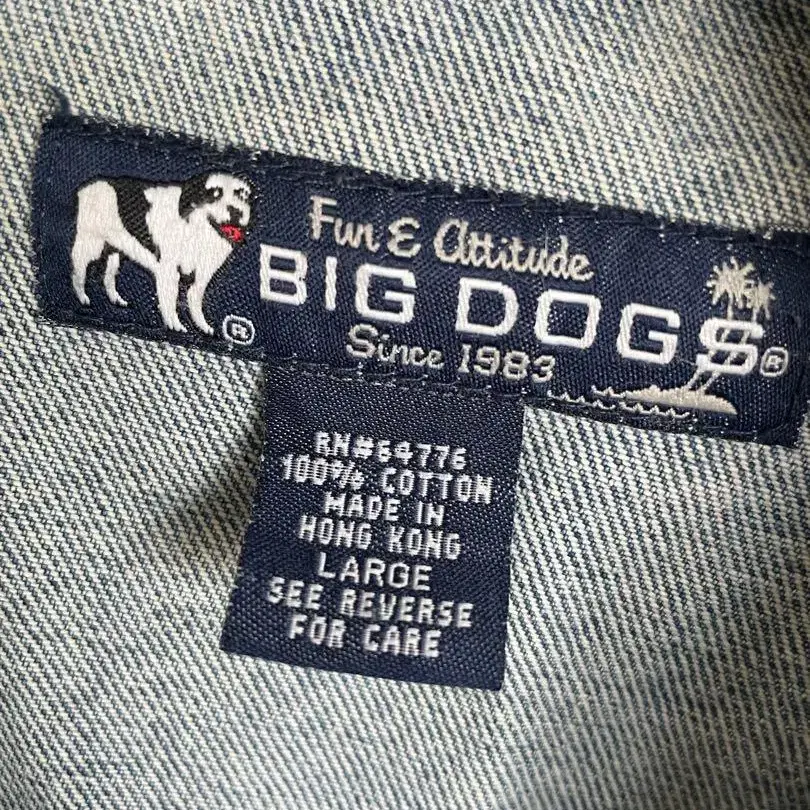 Fun & Attitude
BIG DOGS®
Since 1983
®
RN#64776
100% COTTON
MADE IN
HONG KONG
LARGE
SEE REVERSE
FOR CARE